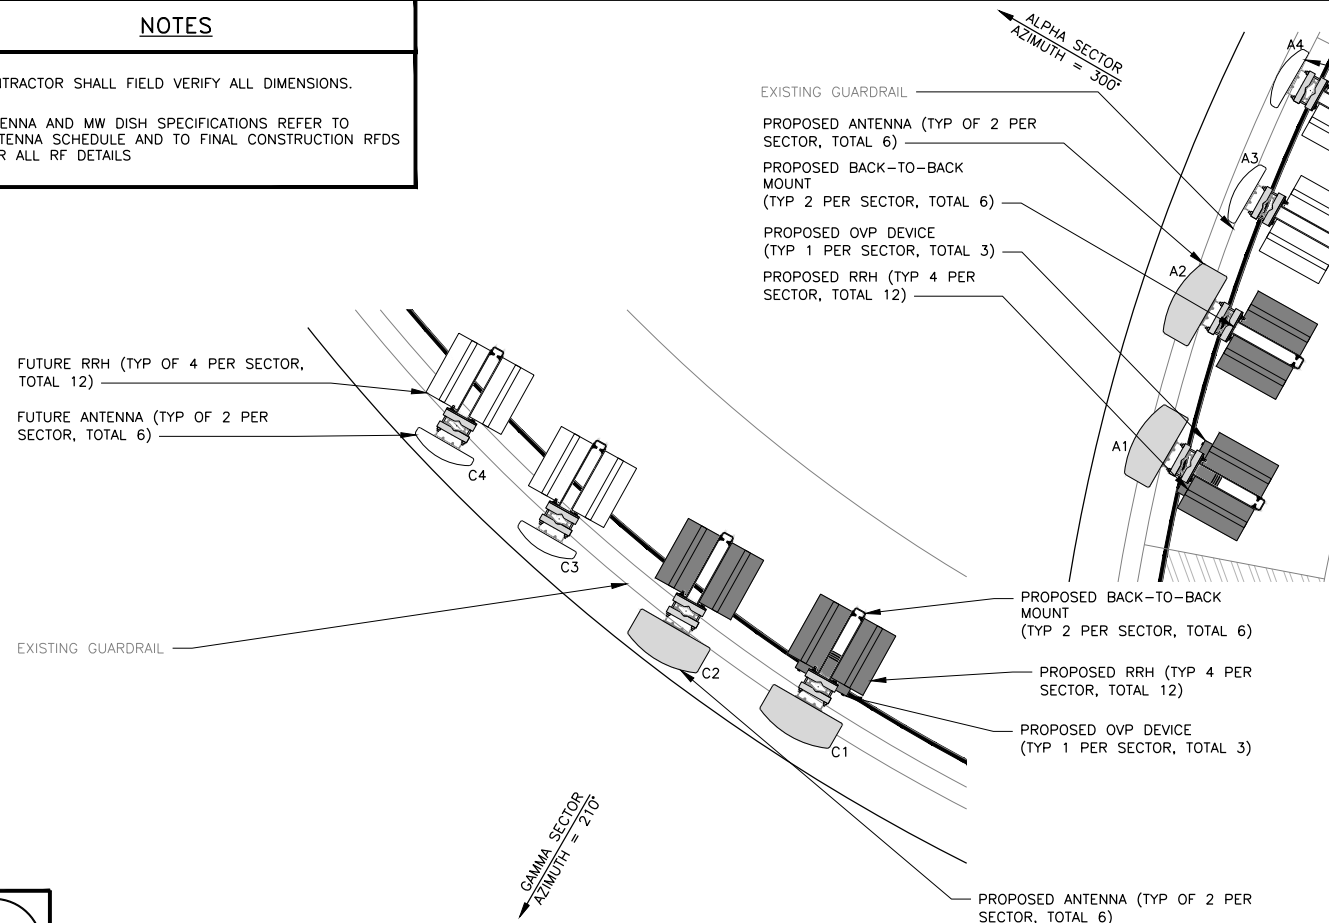 NOTES
NTRACTOR SHALL FIELD VERIFY ALL DIMENSIONS.
ENNA AND MW DISH SPECIFICATIONS REFER TO
TENNA SCHEDULE AND TO FINAL CONSTRUCTION RFDS
R ALL RF DETAILS
ALPHA SECTOR
AZIMUTH = 300°
EXISTING GUARDRAIL
PROPOSED ANTENNA (TYP OF 2 PER
SECTOR, TOTAL 6)
PROPOSED BACK-TO-BACK
MOUNT
(TYP 2 PER SECTOR, TOTAL 6)
PROPOSED OVP DEVICE
(TYP 1 PER SECTOR, TOTAL 3)
PROPOSED RRH (TYP 4 PER
SECTOR, TOTAL 12)
A4
A3
A2
A1
FUTURE RRH (TYP OF 4 PER SECTOR,
TOTAL 12)
FUTURE ANTENNA (TYP OF 2 PER
SECTOR, TOTAL 6)
C4
C3
C2
C1
EXISTING GUARDRAIL
PROPOSED BACK-TO-BACK
MOUNT
(TYP 2 PER SECTOR, TOTAL 6)
PROPOSED RRH (TYP 4 PER
SECTOR, TOTAL 12)
PROPOSED OVP DEVICE
(TYP 1 PER SECTOR, TOTAL 3)
GAMMA SECTOR
AZIMUTH = 210°
PROPOSED ANTENNA (TYP OF 2 PER
SECTOR, TOTAL 6)